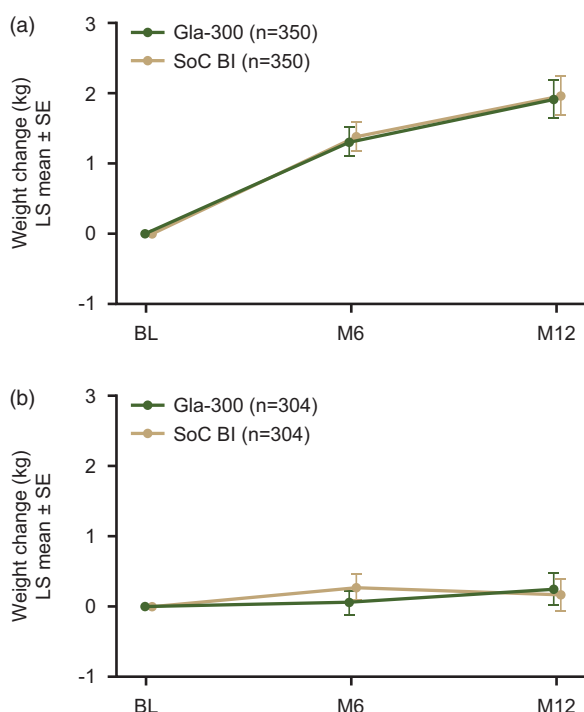 (a)
3
2
1
0
-1
Weight change (kg)
LS mean ± SE
Gla-300 (n=350)
SoC BI (n=350)
BL M6 M12
(b)
3
2
1
0
-1
Weight change (kg)
LS mean ± SE
Gla-300 (n=304)
SoC BI (n=304)
BL M6 M12